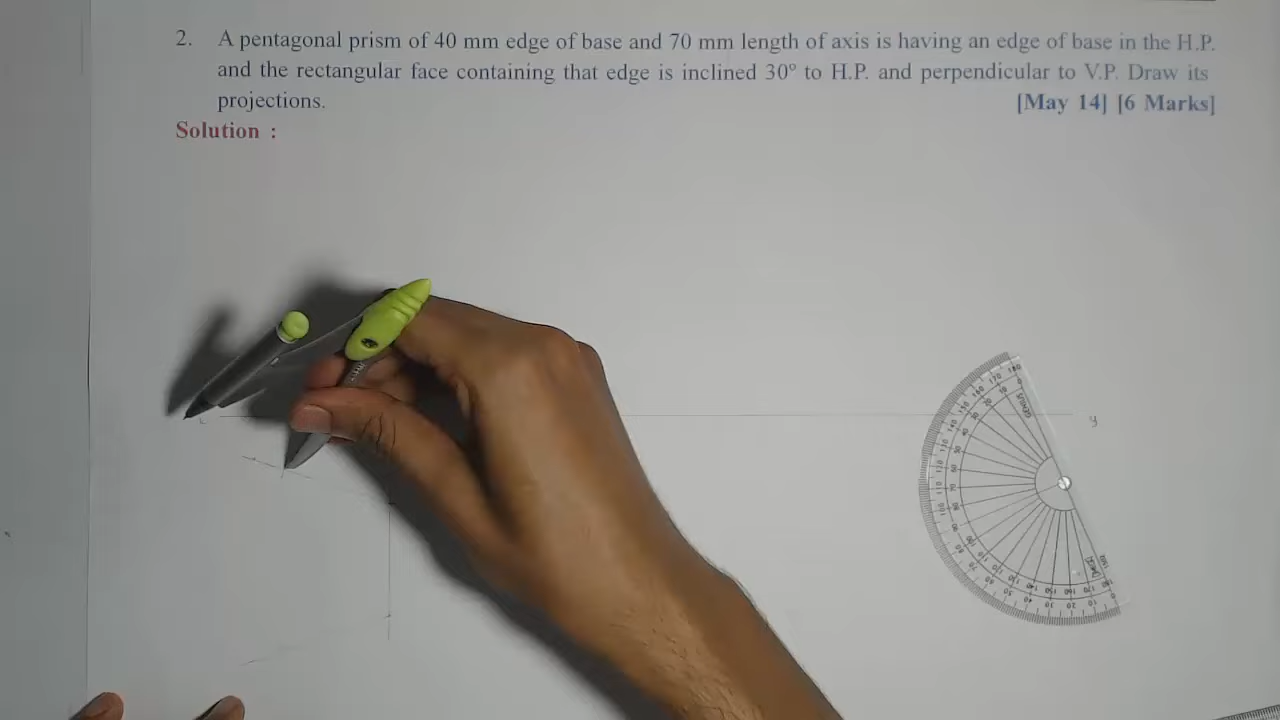 2. A pentagonal prism of 40 mm edge of base and 70 mm length of axis is having an edge of base in the H.P.
and the rectangular face containing that edge is inclined 30° to H.P. and perpendicular to V.P. Draw its
projections. [May 14] [6 Marks]
Solution :
y